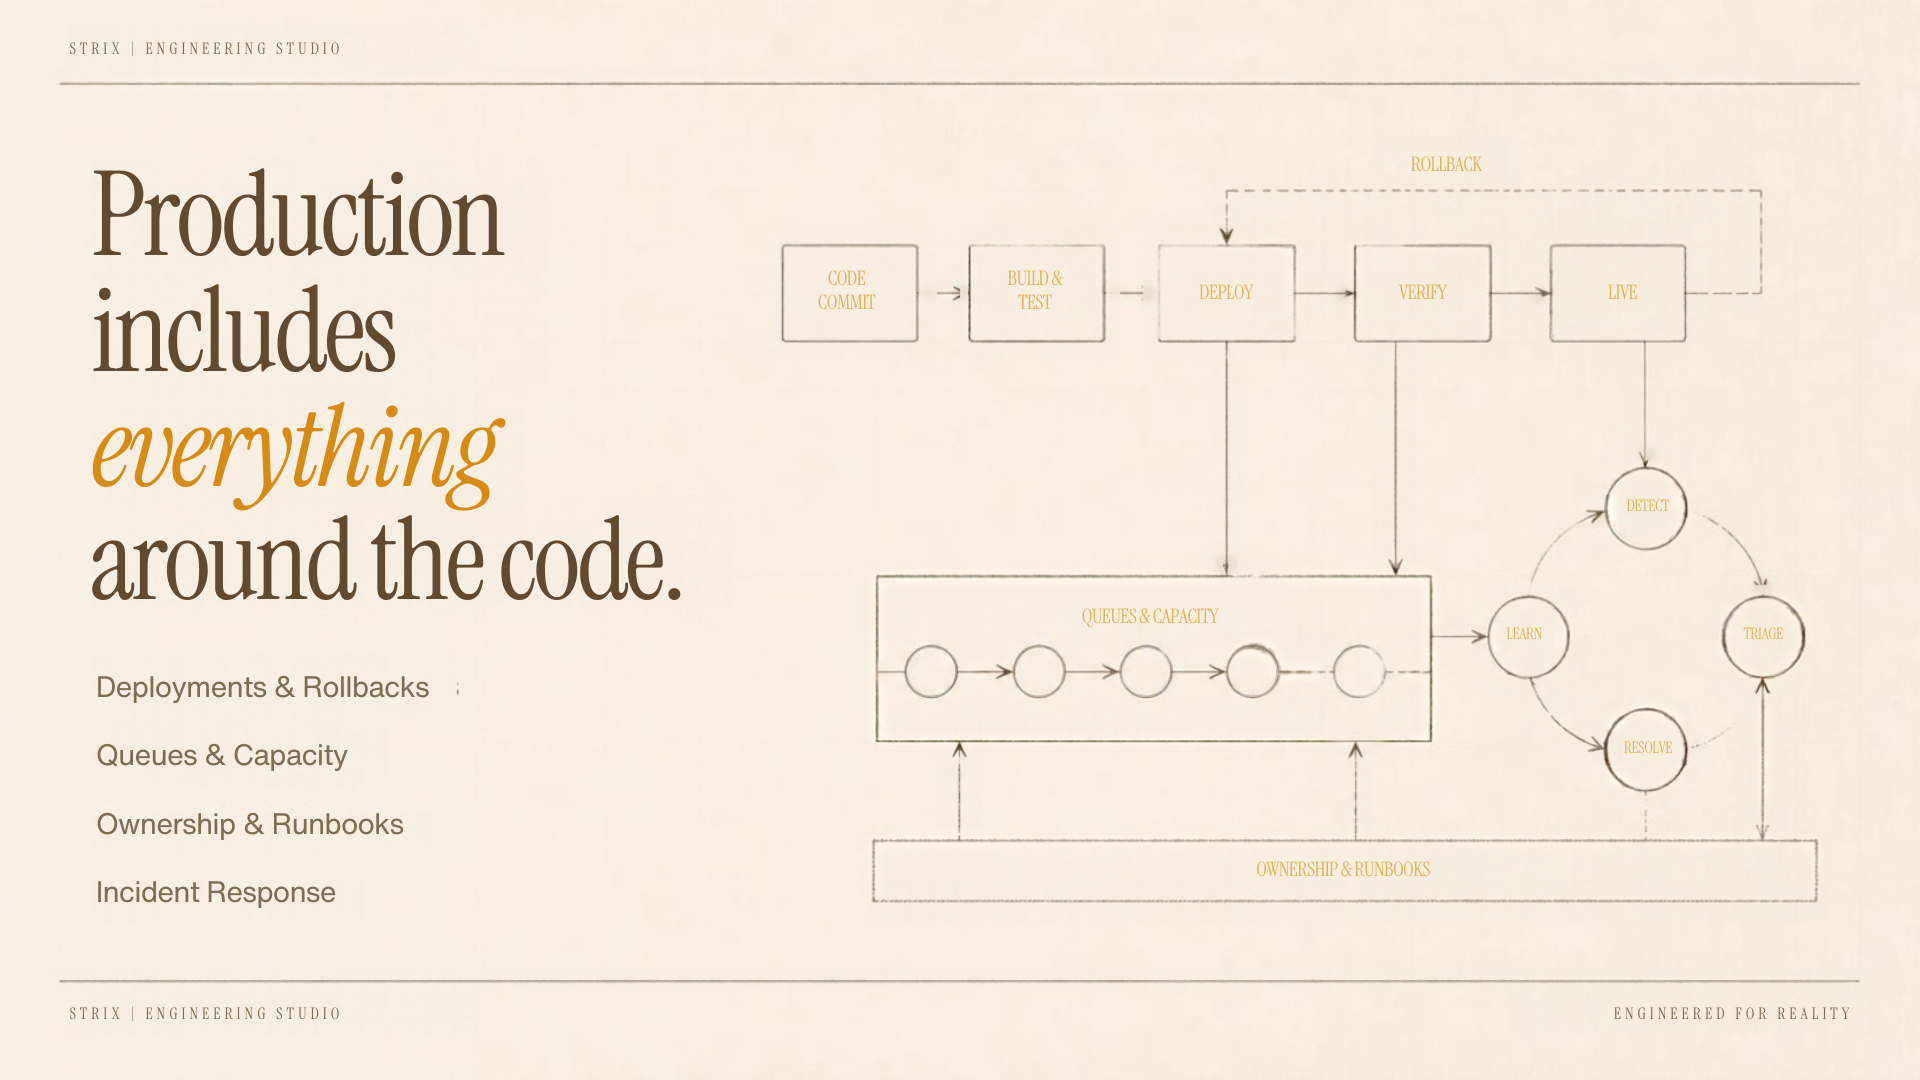 STRIX | ENGINEERING STUDIO
Production
includes
everything
around the code.
Deployments & Rollbacks
Queues & Capacity
Ownership & Runbooks
Incident Response
ROLLBACK
CODE
COMMIT
BUILD &
TEST
DEPLOY
VERIFY
LIVE
DETECT
QUEUES & CAPACITY
LEARN
TRIAGE
RESOLVE
OWNERSHIP & RUNBOOKS
STRIX | ENGINEERING STUDIO
ENGINEERED FOR REALITY